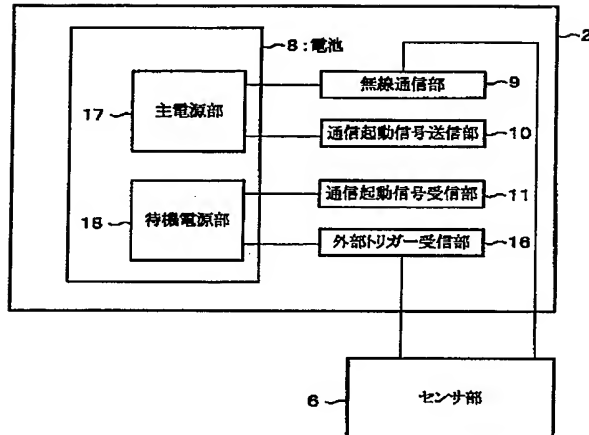 8：電池
2
主電源部
17
無線通信部
9
通信起動信号送信部
10
待機電源部
18
通信起動信号受信部
11
外部トリガー受信部
16
センサ部
6